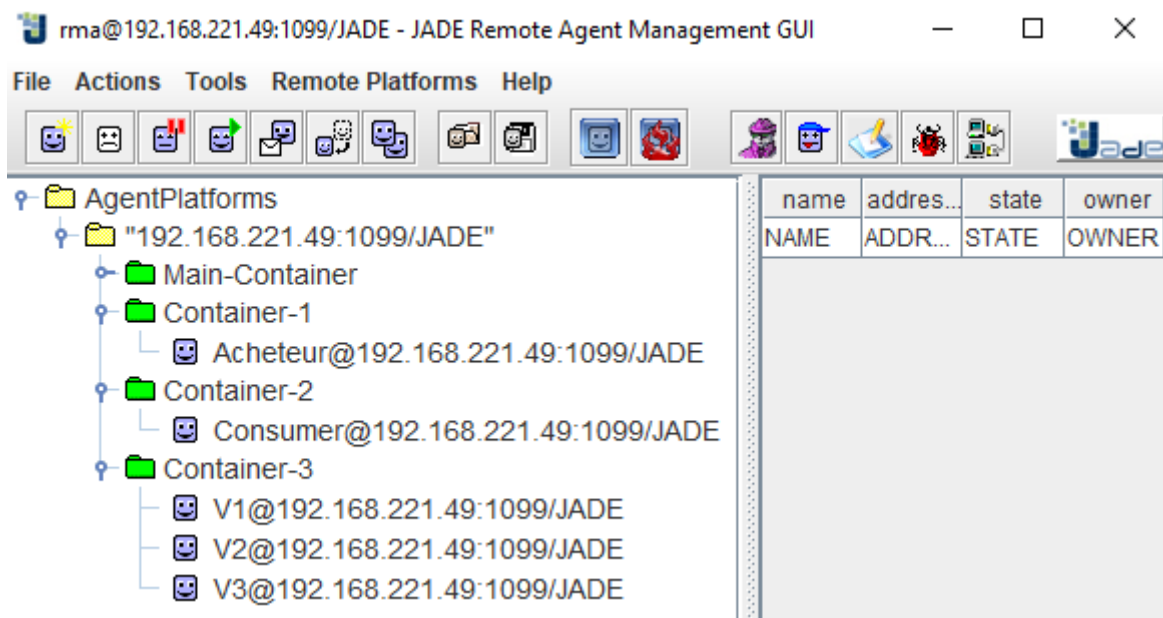 rma@192.168.221.49:1099/JADE - JADE Remote Agent Management GUI
File Actions Tools Remote Platforms Help
Jade
AgentPlatforms
"192.168.221.49:1099/JADE"
Main-Container
Container-1
Acheteur@192.168.221.49:1099/JADE
Container-2
Consumer@192.168.221.49:1099/JADE
Container-3
V1@192.168.221.49:1099/JADE
V2@192.168.221.49:1099/JADE
V3@192.168.221.49:1099/JADE
name addres... state owner
NAME ADDR... STATE OWNER